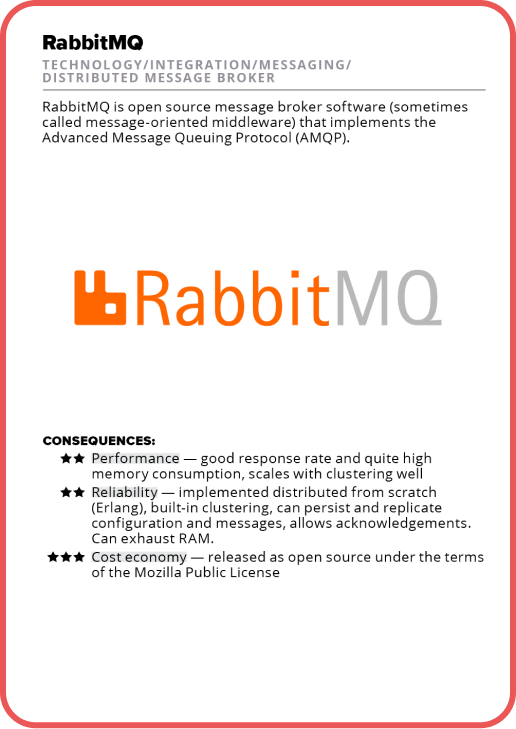 RabbitMQ
TECHNOLOGY/INTEGRATION/MESSAGING/
DISTRIBUTED MESSAGE BROKER
RabbitMQ is open source message broker software (sometimes
called message-oriented middleware) that implements the
Advanced Message Queuing Protocol (AMQP).
RabbitMQ
CONSEQUENCES:
★★ Performance — good response rate and quite high
memory consumption, scales with clustering well
★★ Reliability — implemented distributed from scratch
(Erlang), built-in clustering, can persist and replicate
configuration and messages, allows acknowledgements.
Can exhaust RAM.
★★★ Cost economy — released as open source under the terms
of the Mozilla Public License